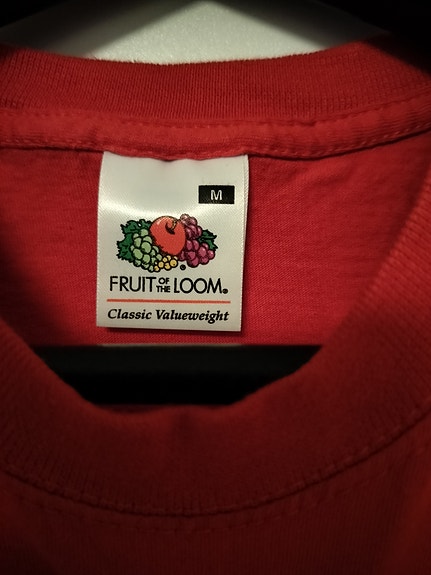 M
FRUIT OF THE LOOM®
Classic Valueweight